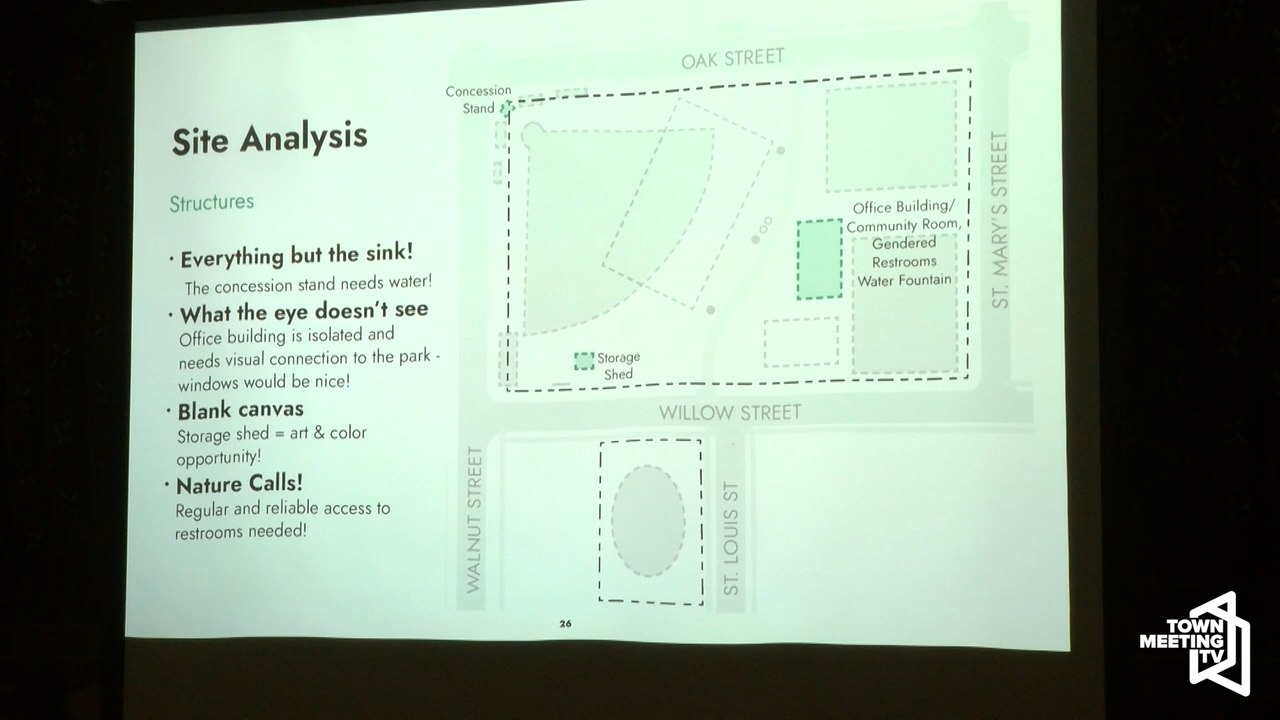 Site Analysis
Structures
· Everything but the sink!
The concession stand needs water!
· What the eye doesn't see
Office building is isolated and
needs visual connection to the park -
windows would be nice!
· Blank canvas
Storage shed = art & color
opportunity!
· Nature Calls!
Regular and reliable access to
restrooms needed!
OAK STREET
Concession
Stand
ST. MARY'S STREET
Office Building/
Community Room,
Gendered
Restrooms
Water Fountain
Storage
Shed
WILLOW STREET
WALNUT STREET
ST. LOUIS ST
26
TOWN
MEETING
TV